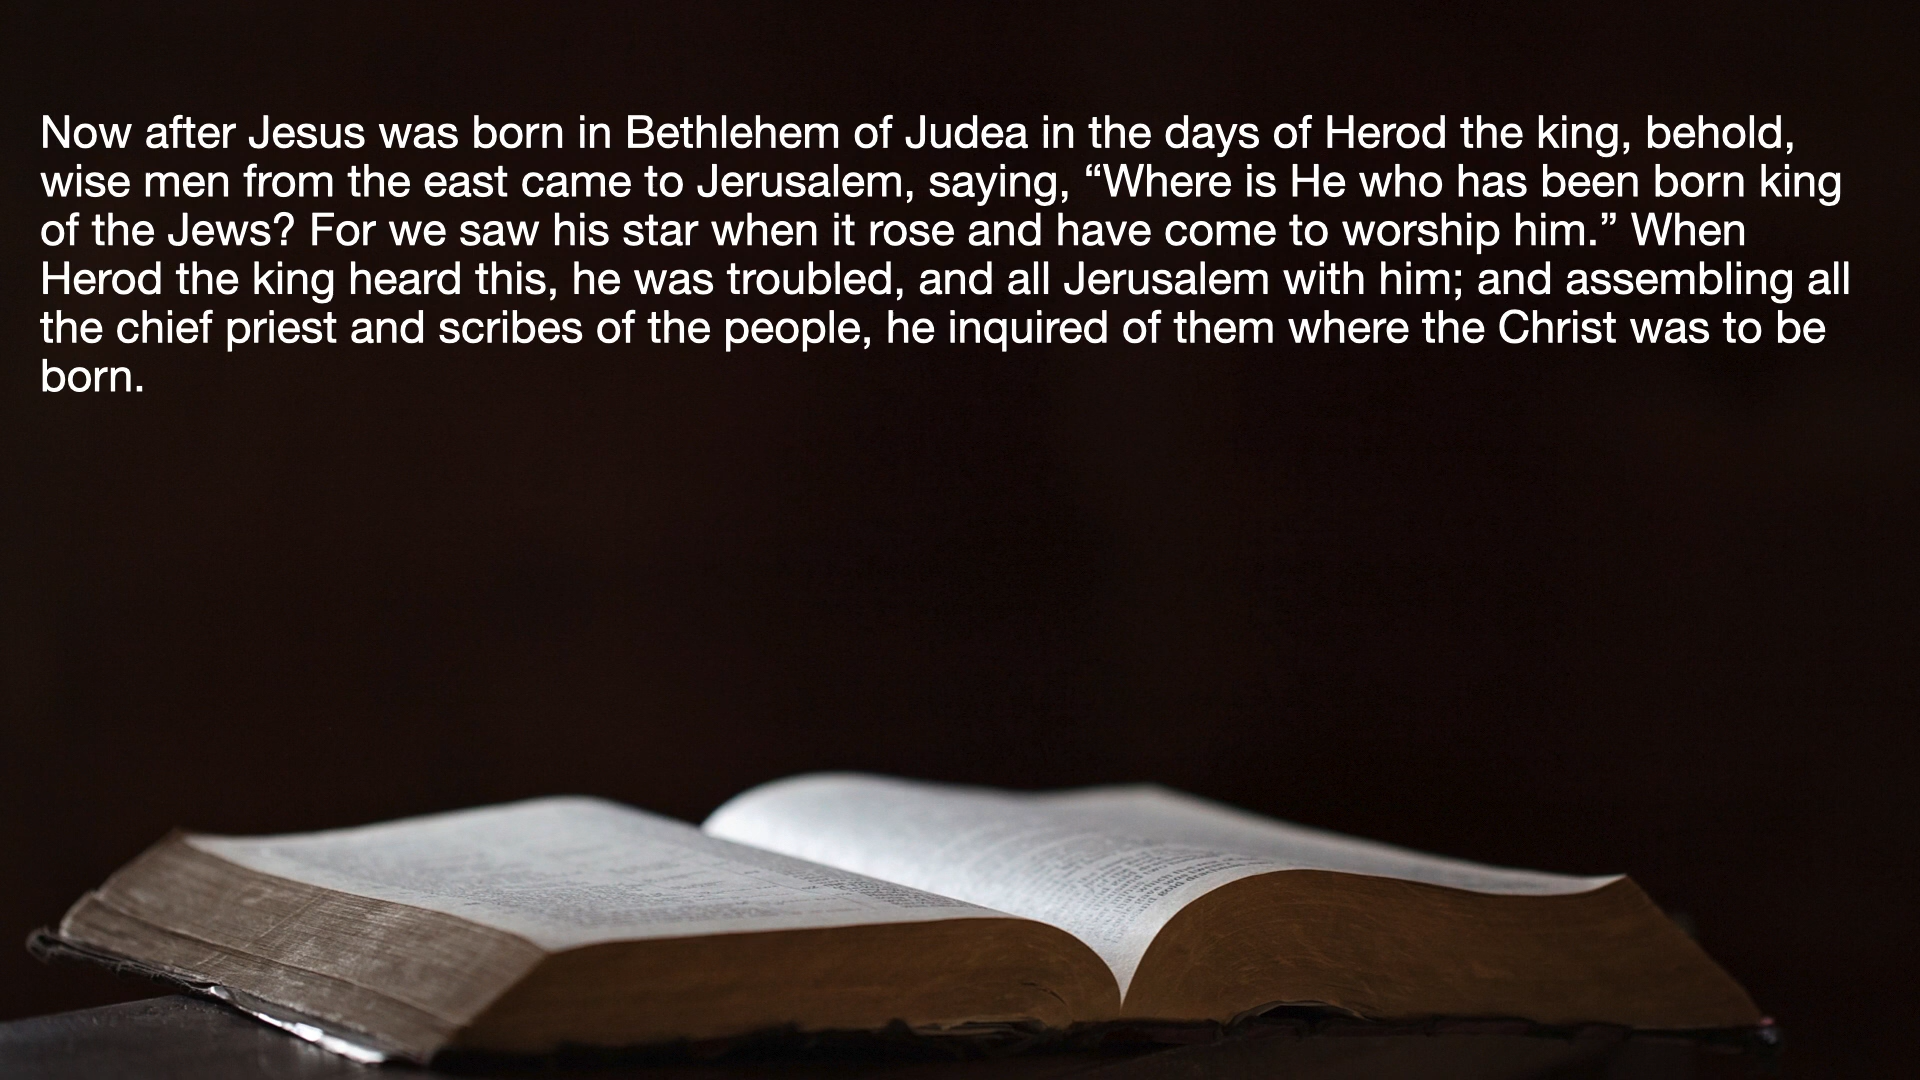 Now after Jesus was born in Bethlehem of Judea in the days of Herod the king, behold,
wise men from the east came to Jerusalem, saying, “Where is He who has been born king
of the Jews? For we saw his star when it rose and have come to worship him.” When
Herod the king heard this, he was troubled, and all Jerusalem with him; and assembling all
the chief priest and scribes of the people, he inquired of them where the Christ was to be
born.